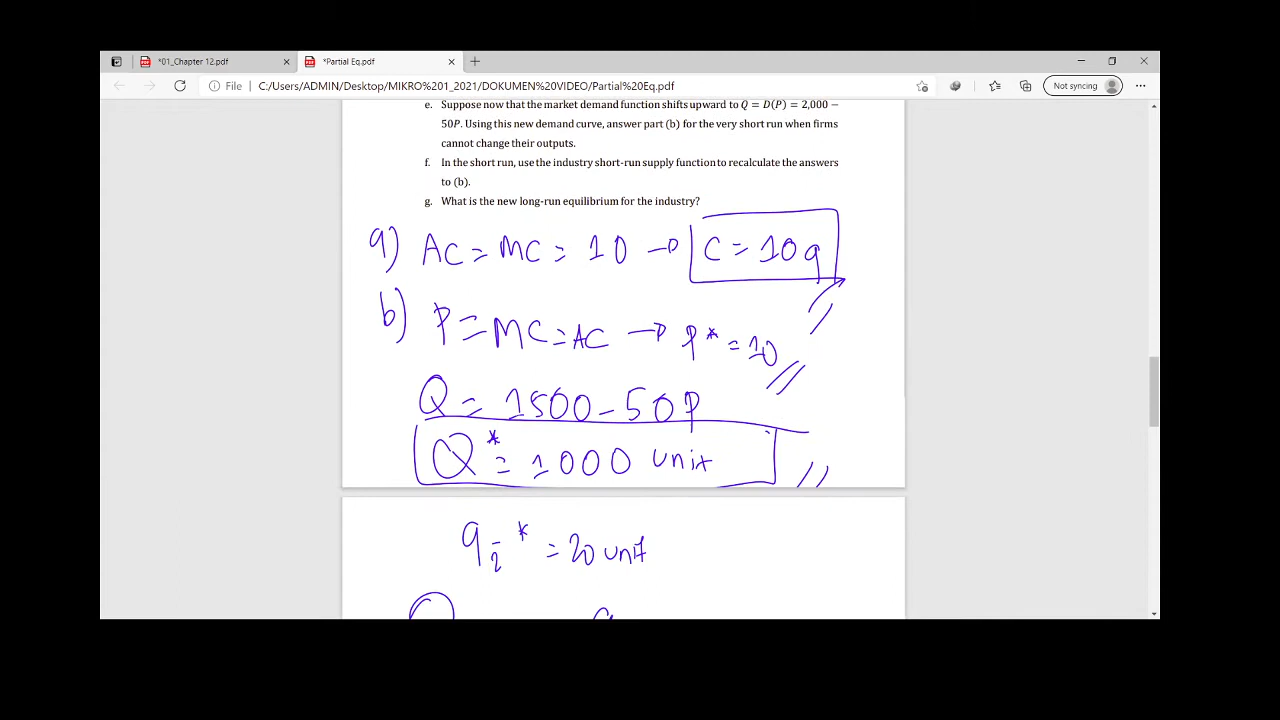 *01_Chapter 12.pdf
*Partial Eq.pdf
File
C:/Users/ADMIN/Desktop/MIKRO%201_2021/DOKUMEN%20VIDEO/Partial%20Eq.pdf
Not syncing
e. Suppose now that the market demand function shifts upward to Q = D(P) = 2,000 −
50P. Using this new demand curve, answer part (b) for the very short run when firms
cannot change their outputs.
f. In the short run, use the industry short-run supply function to recalculate the answers
to (b).
g. What is the new long-run equilibrium for the industry?
a) AC = MC = 10 → C = 10q
b) P = MC = AC → P* = 10
Q = 1500 − 50P
Q* = 1000 unit
qi* = 20 unit